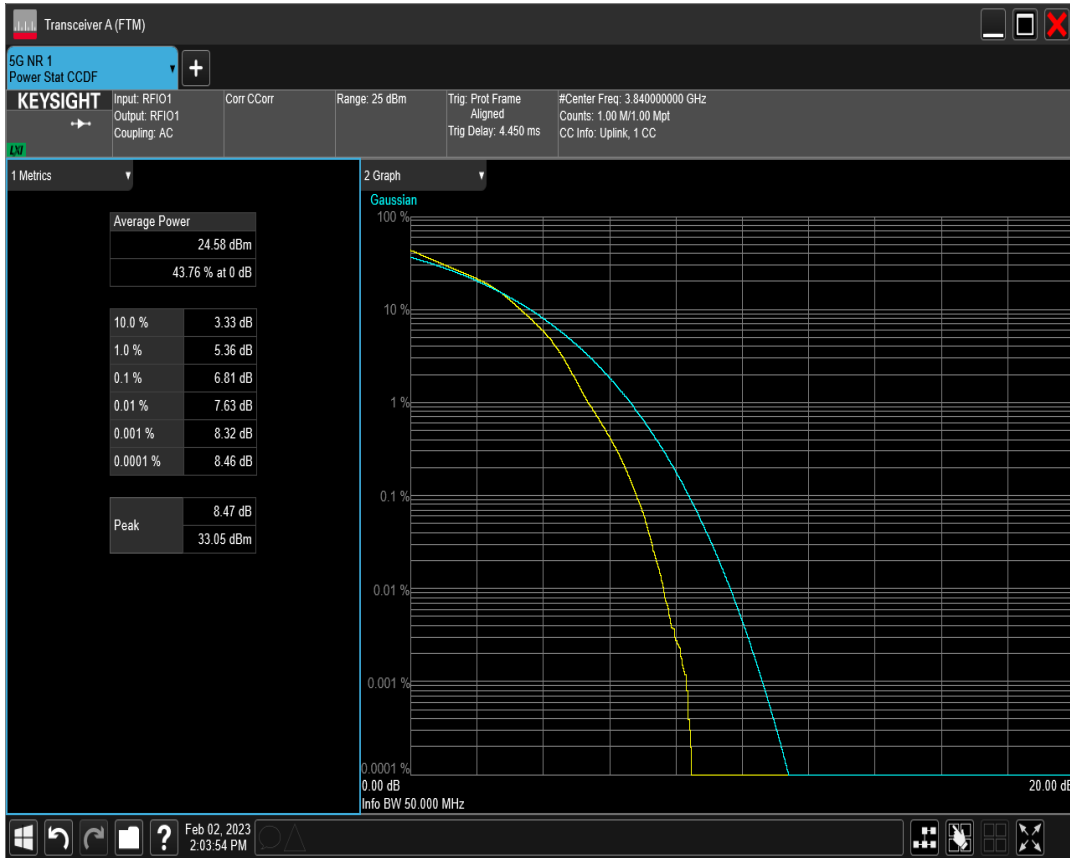 Transceiver A (FTM)
5G NR 1
Power Stat CCDF
+
KEYSIGHT
LXI
Input: RFIO1
Output: RFIO1
Coupling: AC
Corr CCorr
Range: 25 dBm
Trig: Prot Frame
Aligned
Trig Delay: 4.450 ms
#Center Freq: 3.840000000 GHz
Counts: 1.00 M/1.00 Mpt
CC Info: Uplink, 1 CC
1 Metrics
Average Power
24.58 dBm
43.76 % at 0 dB
10.0 % 3.33 dB
1.0 % 5.36 dB
0.1 % 6.81 dB
0.01 % 7.63 dB
0.001 % 8.32 dB
0.0001 % 8.46 dB
Peak 8.47 dB
33.05 dBm
2 Graph
Gaussian
100 %
10 %
1 %
0.1 %
0.01 %
0.001 %
0.0001 %
0.00 dB 20.00 dB
Info BW 50.000 MHz
?
Feb 02, 2023
2:03:54 PM